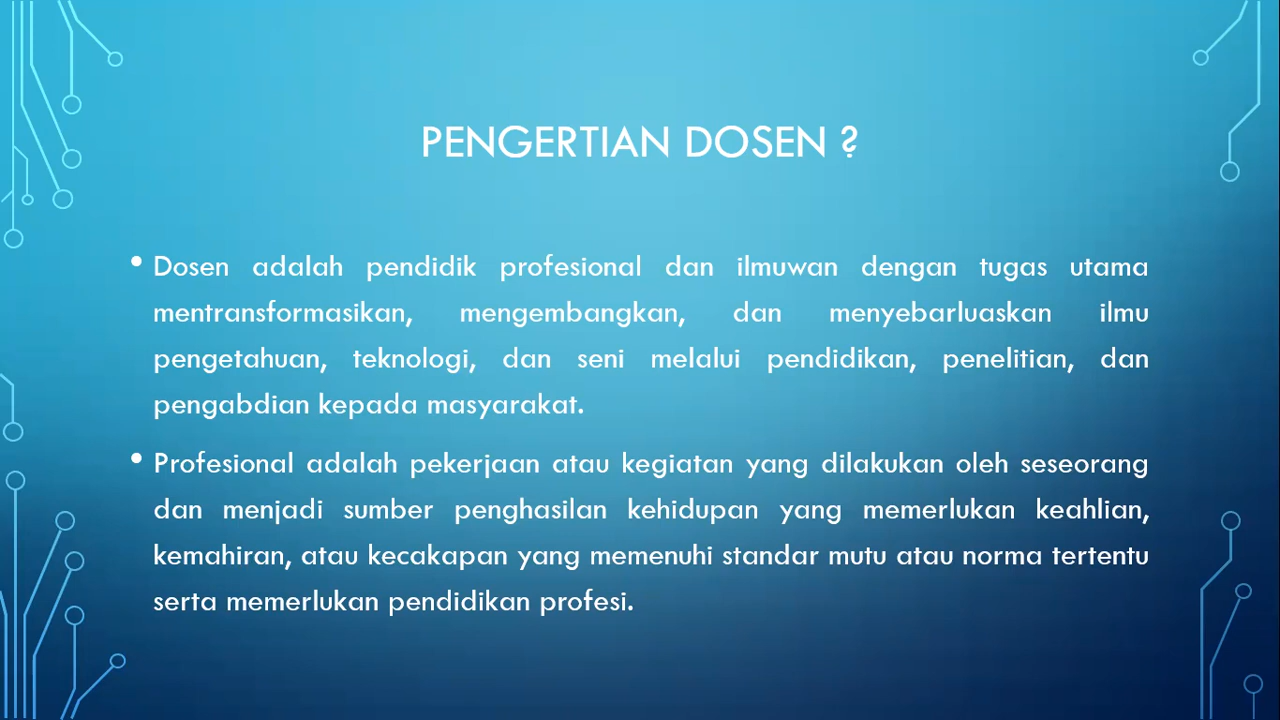 PENGERTIAN DOSEN ?
• Dosen adalah pendidik profesional dan ilmuwan dengan tugas utama
mentransformasikan, mengembangkan, dan menyebarluaskan ilmu
pengetahuan, teknologi, dan seni melalui pendidikan, penelitian, dan
pengabdian kepada masyarakat.
• Profesional adalah pekerjaan atau kegiatan yang dilakukan oleh seseorang
dan menjadi sumber penghasilan kehidupan yang memerlukan keahlian,
kemahiran, atau kecakapan yang memenuhi standar mutu atau norma tertentu
serta memerlukan pendidikan profesi.